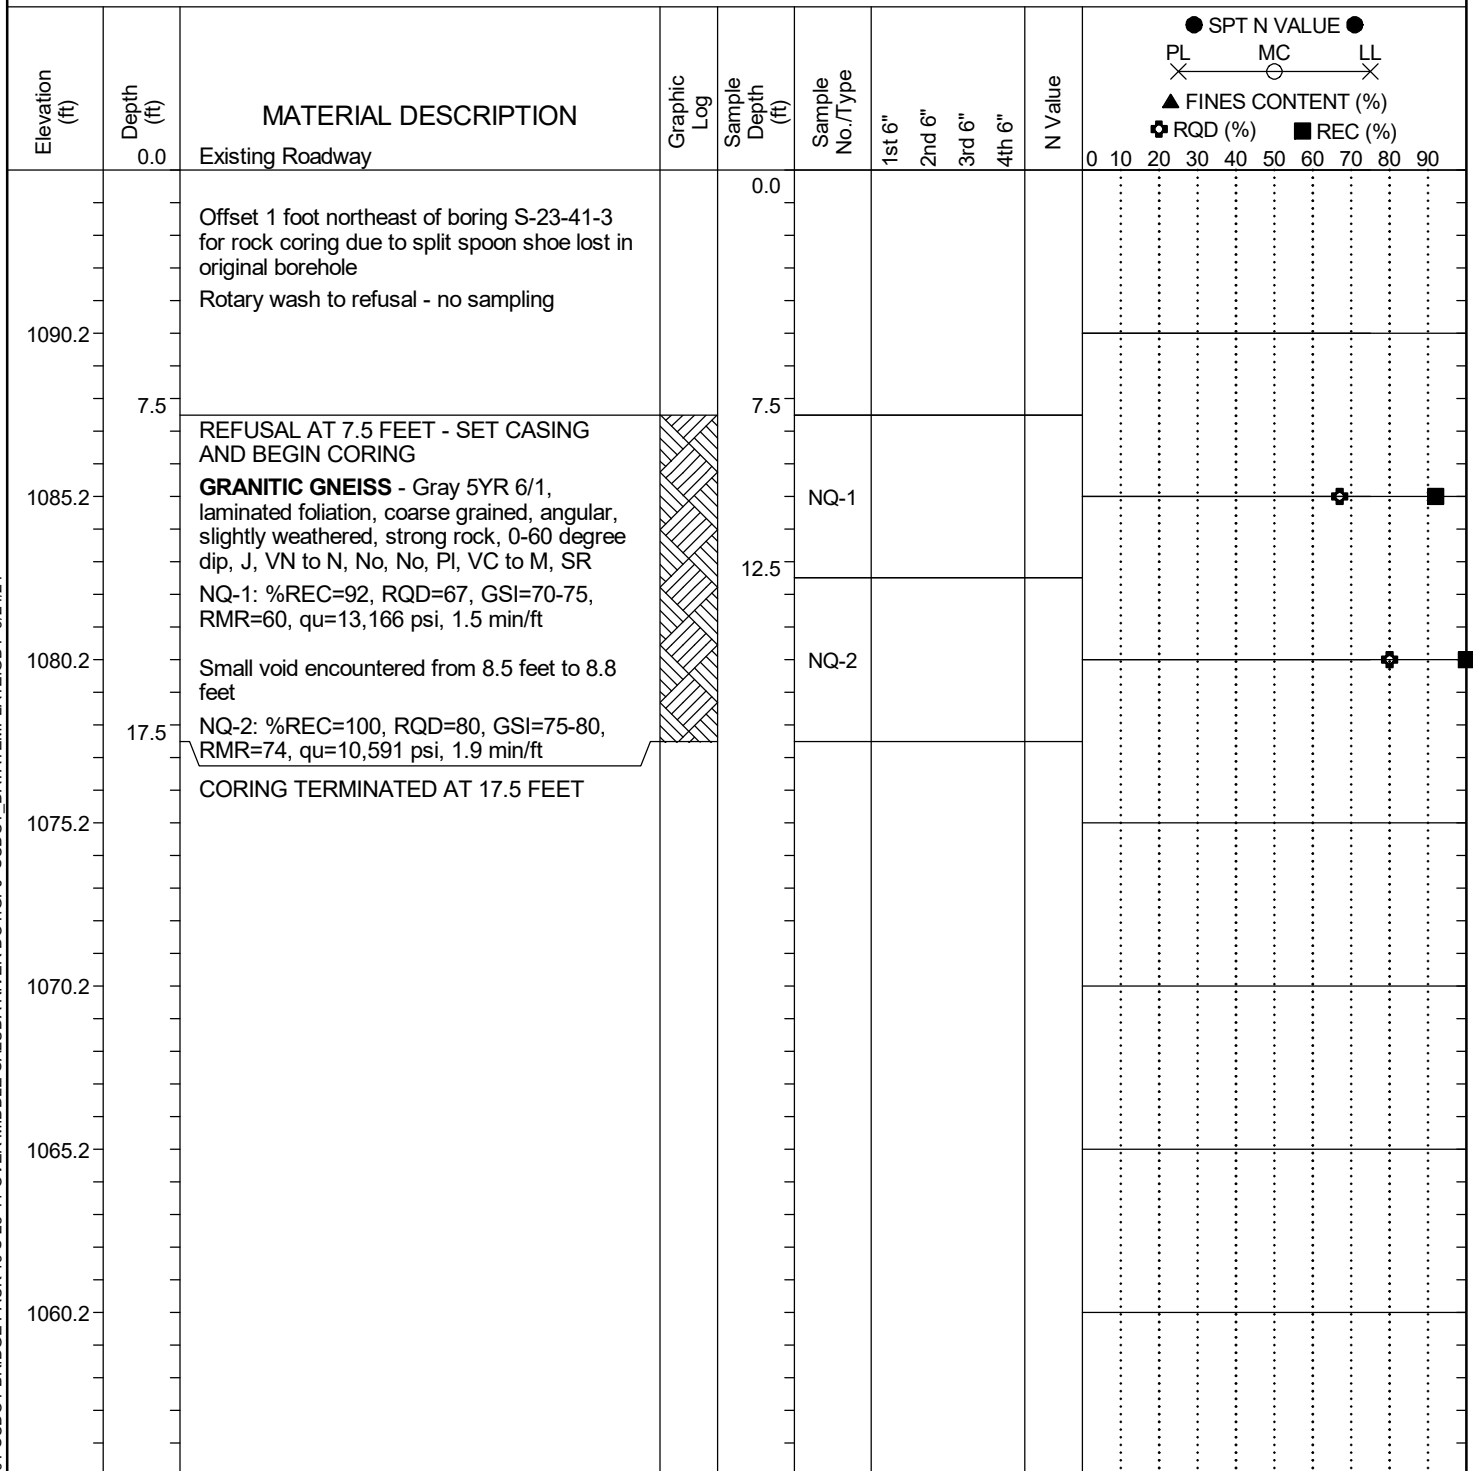 ● SPT N VALUE ●
PL MC LL
▲ FINES CONTENT (%)
RQD (%) ■ REC (%)
0 10 20 30 40 50 60 70 80 90
Elevation (ft)
Depth (ft)
MATERIAL DESCRIPTION
Graphic Log
Sample Depth (ft)
Sample No./Type
1st 6"
2nd 6"
3rd 6"
4th 6"
N Value
0.0 Existing Roadway
0.0
Offset 1 foot northeast of boring S-23-41-3
for rock coring due to split spoon shoe lost in
original borehole
Rotary wash to refusal - no sampling
1090.2
7.5 7.5
REFUSAL AT 7.5 FEET - SET CASING
AND BEGIN CORING
GRANITIC GNEISS - Gray 5YR 6/1,
1085.2 NQ-1
laminated foliation, coarse grained, angular,
slightly weathered, strong rock, 0-60 degree
dip, J, VN to N, No, No, Pl, VC to M, SR
12.5
NQ-1: %REC=92, RQD=67, GSI=70-75,
RMR=60, qu=13,166 psi, 1.5 min/ft
1080.2 NQ-2
Small void encountered from 8.5 feet to 8.8
feet
17.5
NQ-2: %REC=100, RQD=80, GSI=75-80,
RMR=74, qu=10,591 psi, 1.9 min/ft
CORING TERMINATED AT 17.5 FEET
1075.2
1070.2
1065.2
1060.2